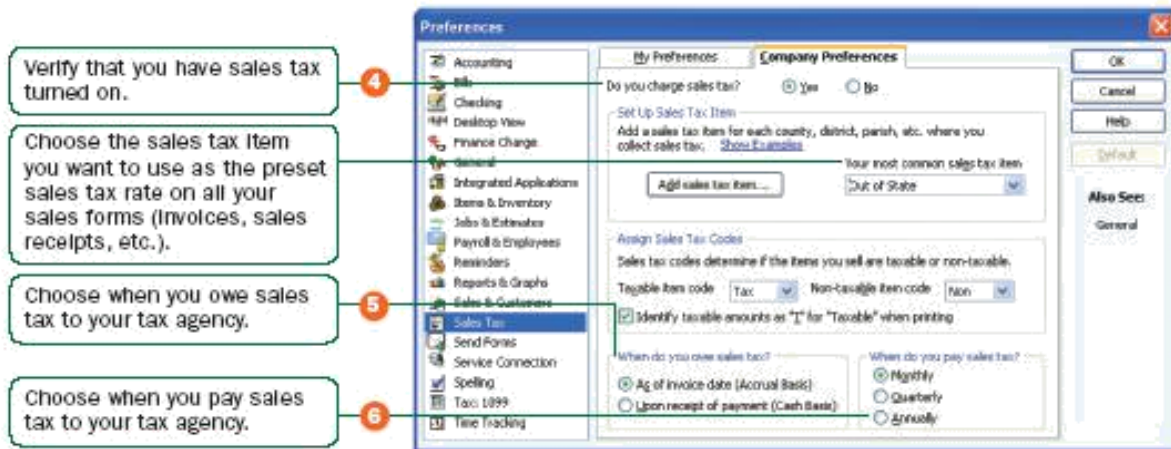 Preferences
Verify that you have sales tax
turned on.
4
Choose the sales tax item
you want to use as the preset
sales tax rate on all your
sales forms (invoices, sales
receipts, etc.).
Choose when you owe sales
tax to your tax agency.
5
Choose when you pay sales
tax to your tax agency.
6
Accounting
Bills
Checking
Desktop View
Finance Charge
General
Integrated Applications
Items & Inventory
Jobs & Estimates
Payroll & Employees
Reminders
Reports & Graphs
Sales & Customers
Sales Tax
Send Forms
Service Connection
Spelling
Tax: 1099
Time Tracking
My Preferences
Company Preferences
Do you charge sales tax? Yes No
Set Up Sales Tax Item
Add a sales tax item for each county, district, parish, etc. where you
collect sales tax. Show Examples
Your most common sales tax item
Add sales tax item... Out of State
Assign Sales Tax Codes
Sales tax codes determine if the items you sell are taxable or non-taxable.
Taxable item code Tax Non-taxable item code Non
Identify taxable amounts as "T" for "Taxable" when printing
When do you owe sales tax?
As of invoice date (Accrual Basis)
Upon receipt of payment (Cash Basis)
When do you pay sales tax?
Monthly
Quarterly
Annually
OK
Cancel
Help
Default
Also See:
General